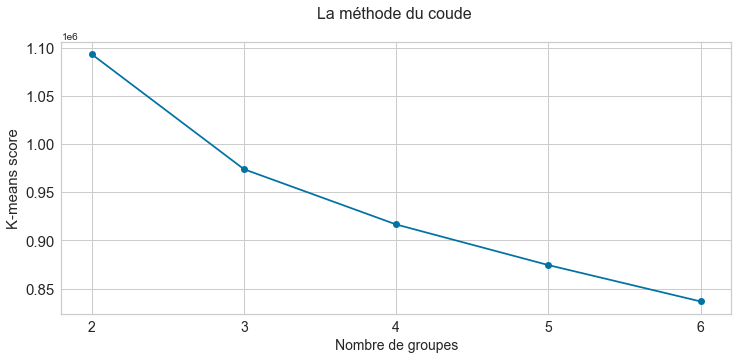 La méthode du coude
1e6
1.10
1.05
1.00
0.95
0.90
0.85
K-means score
2 3 4 5 6
Nombre de groupes